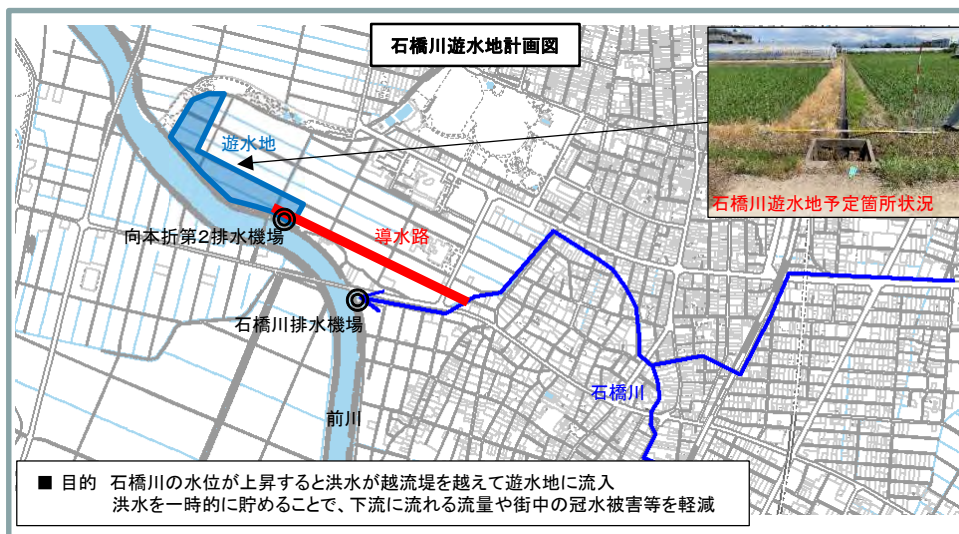 石橋川遊水地計画図
遊水地
石橋川遊水地予定箇所状況
向本折第2排水機場
導水路
石橋川排水機場
石橋川
前川
■ 目的 石橋川の水位が上昇すると洪水が越流堤を越えて遊水地に流入
洪水を一時的に貯めることで、下流に流れる流量や街中の冠水被害等を軽減